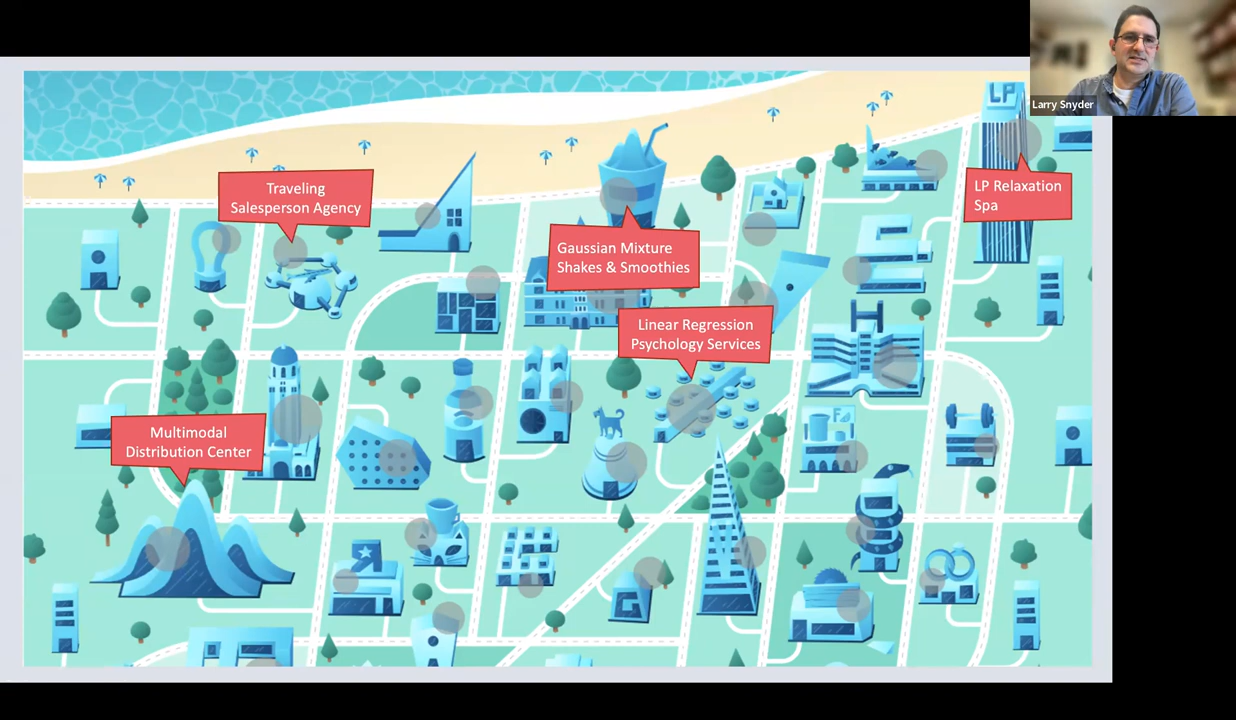 Larry Snyder
LP
Traveling
Salesperson Agency
LP Relaxation
Spa
Gaussian Mixture
Shakes & Smoothies
Linear Regression
Psychology Services
H
F
Multimodal
Distribution Center
G